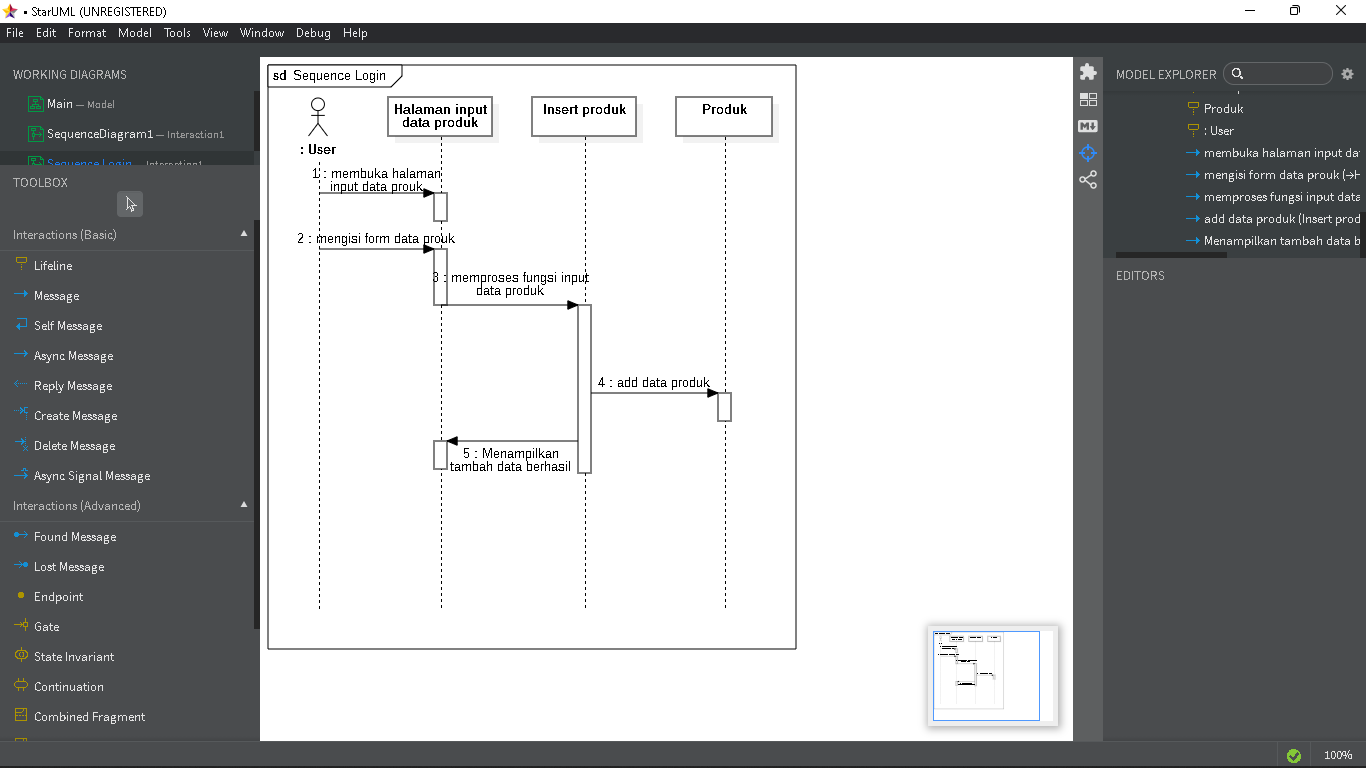 • StarUML (UNREGISTERED)
File Edit Format Model Tools View Window Debug Help
WORKING DIAGRAMS
Main — Model
SequenceDiagram1 — Interaction1
Sequence Login — Interaction1
TOOLBOX
Interactions (Basic)
Lifeline
Message
Self Message
Async Message
Reply Message
Create Message
Delete Message
Async Signal Message
Interactions (Advanced)
Found Message
Lost Message
Endpoint
Gate
State Invariant
Continuation
Combined Fragment
sd Sequence Login
: User
Halaman input
data produk
Insert produk
Produk
1 : membuka halaman
input data prouk
2 : mengisi form data prouk
3 : memproses fungsi input
data produk
4 : add data produk
5 : Menampilkan
tambah data berhasil
MODEL EXPLORER
Produk
: User
membuka halaman input da
mengisi form data prouk (→H
memproses fungsi input data
add data produk (Insert prod
Menampilkan tambah data b
EDITORS
100%